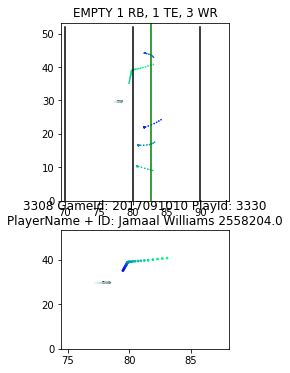 EMPTY 1 RB, 1 TE, 3 WR
50
40
30
20
10
0
70 75 80 85 90
3308 GameId: 2017091010 PlayId: 3330
PlayerName + ID: Jamaal Williams 2558204.0
40
20
0
75 80 85